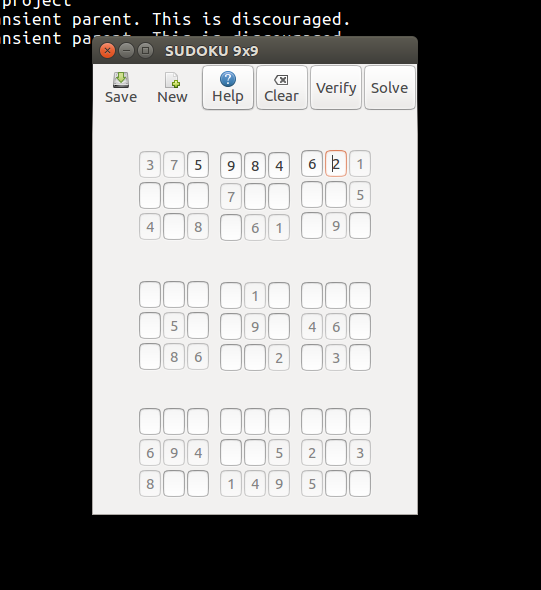 project
ansient parent. This is discouraged.
ansient parent. This is discouraged.
SUDOKU 9x9
Save New Help Clear Verify Solve
3 7 5 9 8 4 6 2 1
7 5
4 8 6 1 9
1
5 9 4 6
8 6 2 3
6 9 4 5 2 3
8 1 4 9 5